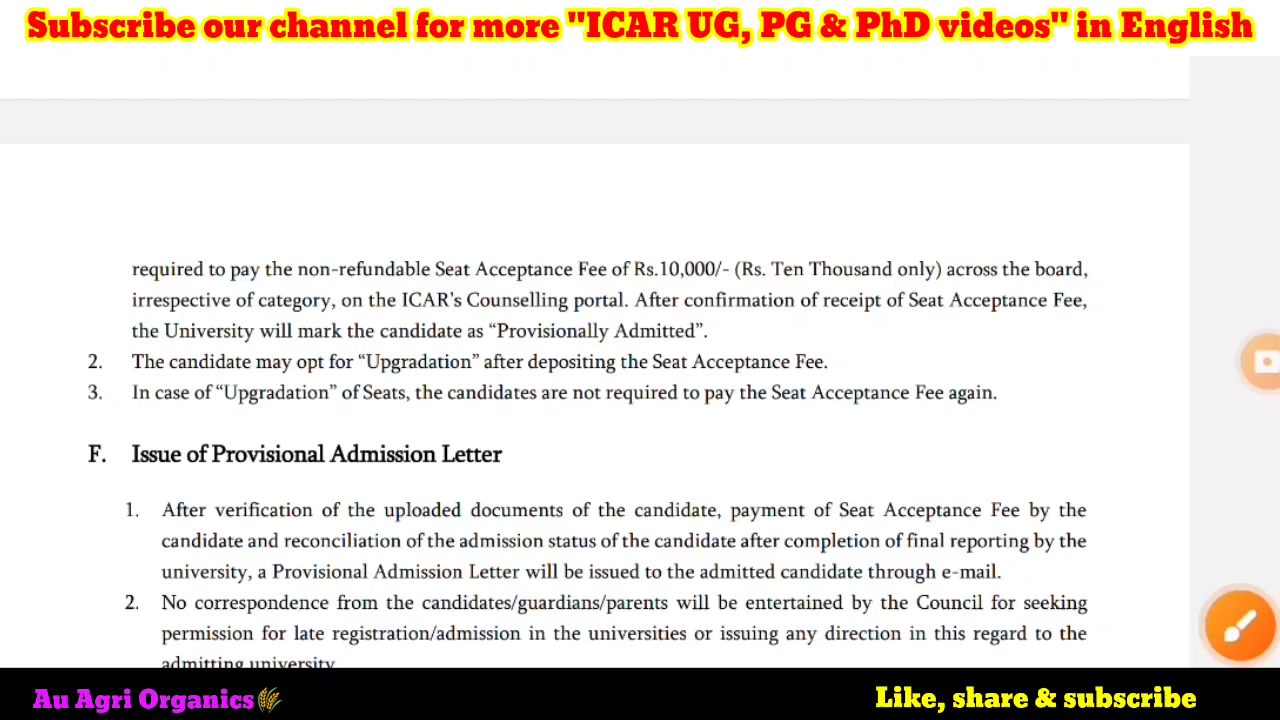 Subscribe our channel for more "ICAR UG, PG & PhD videos" in English
required to pay the non-refundable Seat Acceptance Fee of Rs.10,000/- (Rs. Ten Thousand only) across the board,
irrespective of category, on the ICAR’s Counselling portal. After confirmation of receipt of Seat Acceptance Fee,
the University will mark the candidate as “Provisionally Admitted”.
2. The candidate may opt for “Upgradation” after depositing the Seat Acceptance Fee.
3. In case of “Upgradation” of Seats, the candidates are not required to pay the Seat Acceptance Fee again.
F. Issue of Provisional Admission Letter
1. After verification of the uploaded documents of the candidate, payment of Seat Acceptance Fee by the
candidate and reconciliation of the admission status of the candidate after completion of final reporting by the
university, a Provisional Admission Letter will be issued to the admitted candidate through e-mail.
2. No correspondence from the candidates/guardians/parents will be entertained by the Council for seeking
permission for late registration/admission in the universities or issuing any direction in this regard to the
admitting university.
Au Agri Organics🌾
Like, share & subscribe